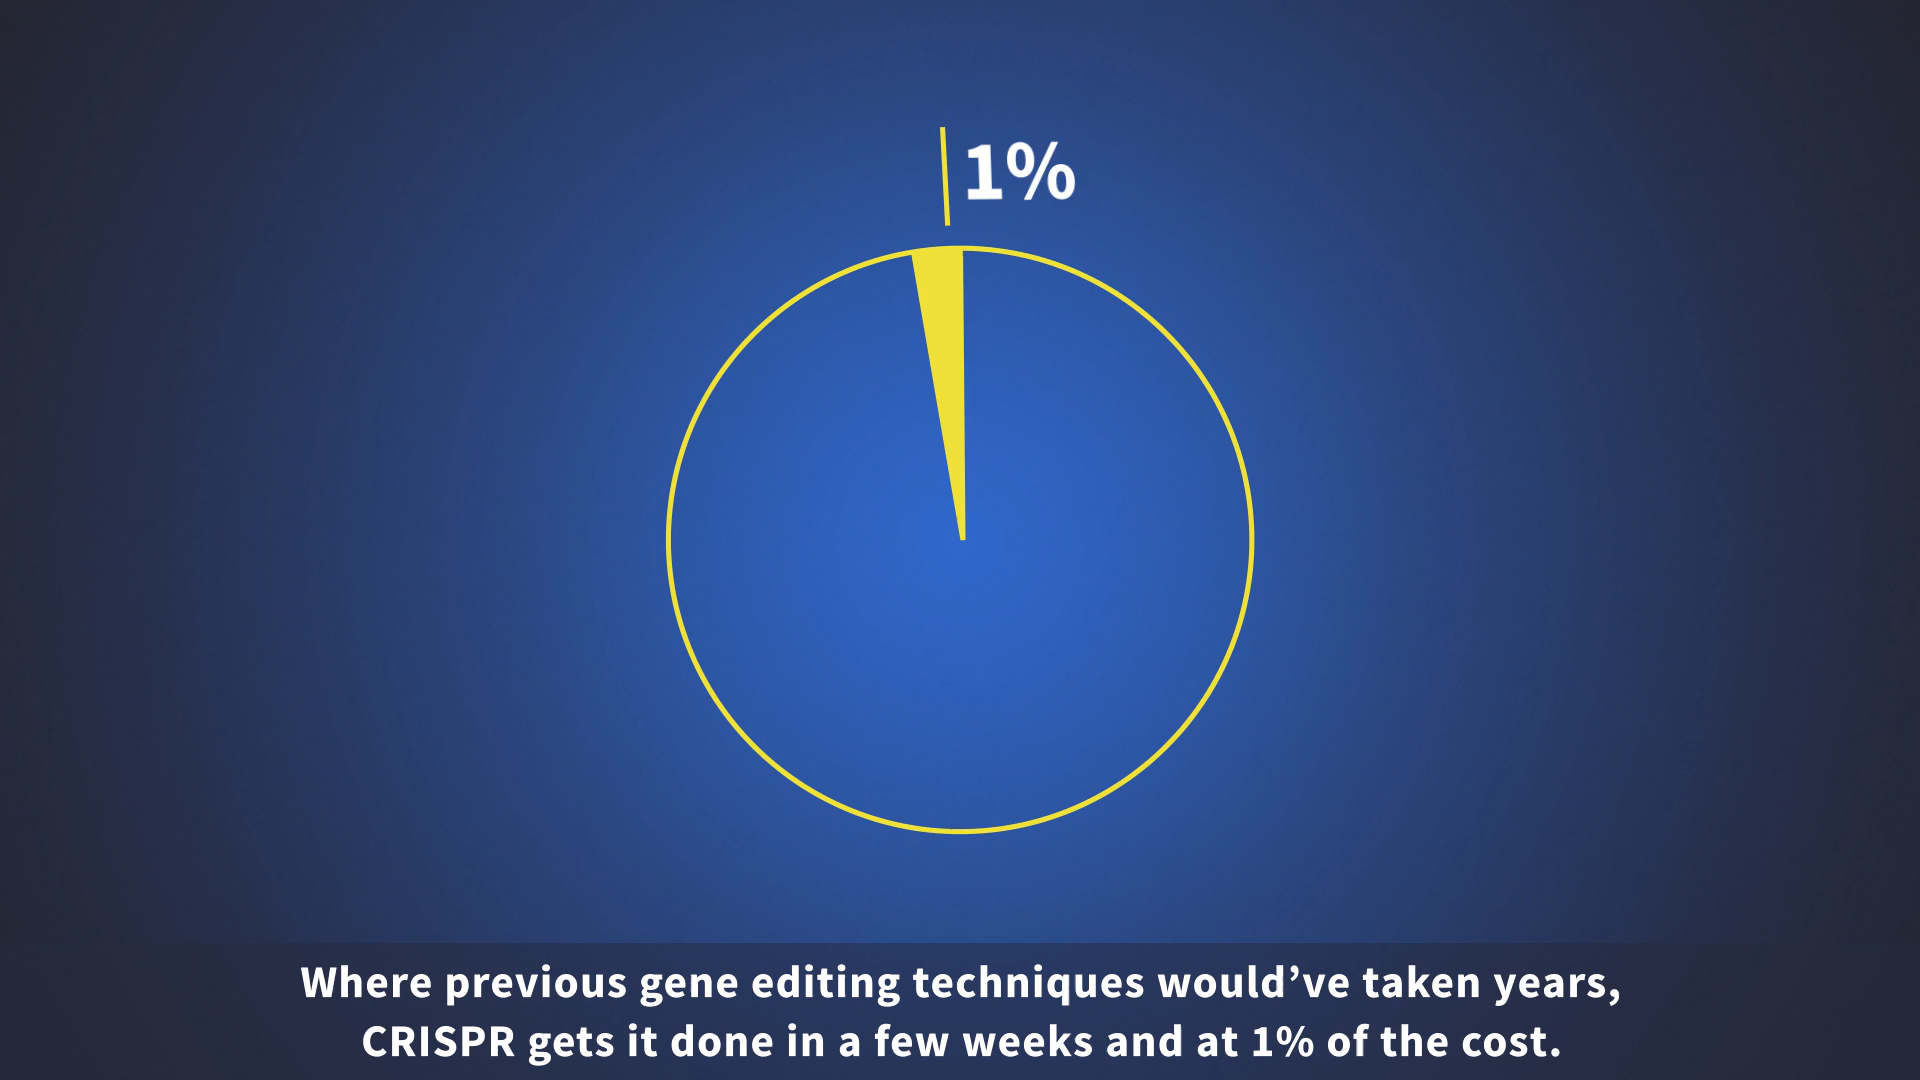 1%
Where previous gene editing techniques would’ve taken years,
CRISPR gets it done in a few weeks and at 1% of the cost.